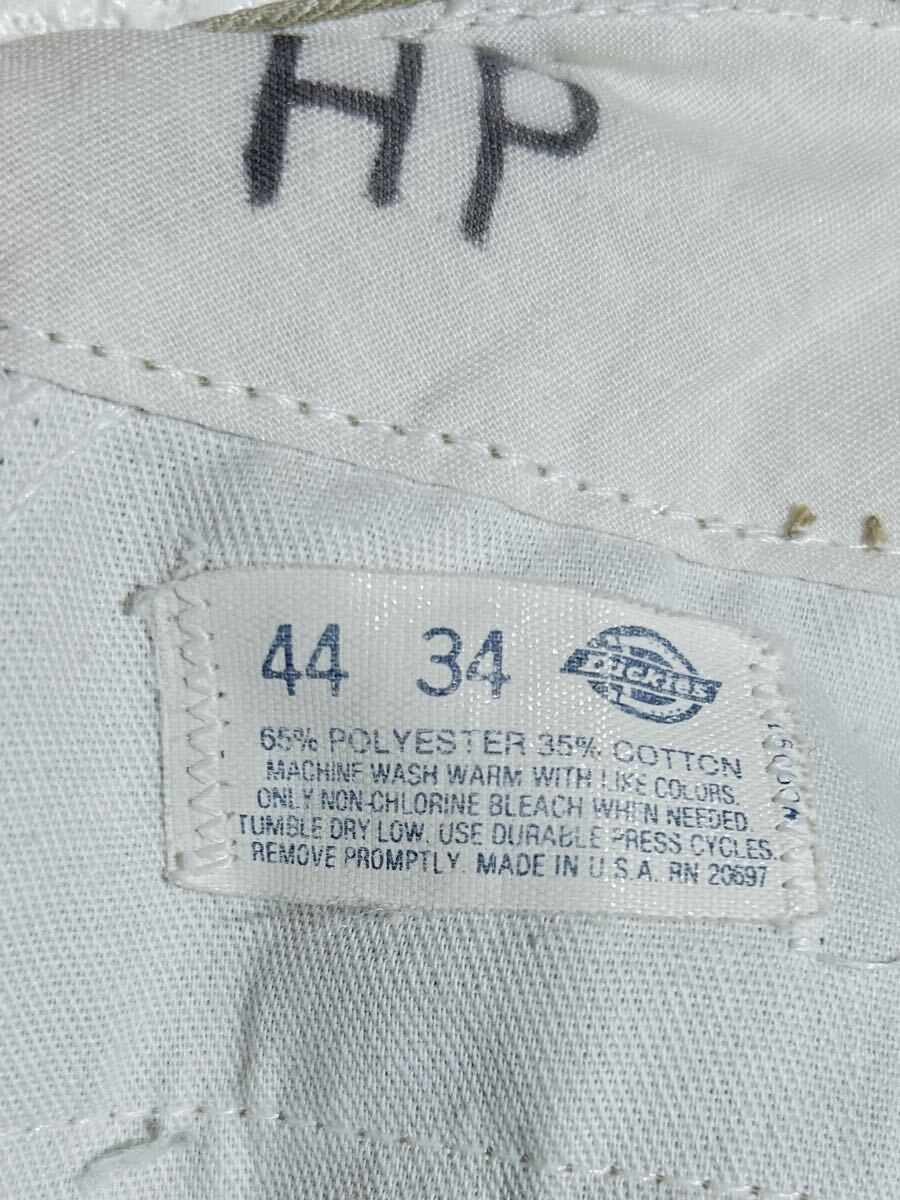 HP
44 34 Dickies
65% POLYESTER 35% COTTON
MACHINE WASH WARM WITH LIKE COLORS.
ONLY NON-CHLORINE BLEACH WHEN NEEDED.
TUMBLE DRY LOW. USE DURABLE PRESS CYCLES.
REMOVE PROMPTLY. MADE IN U.S.A. RN 20697